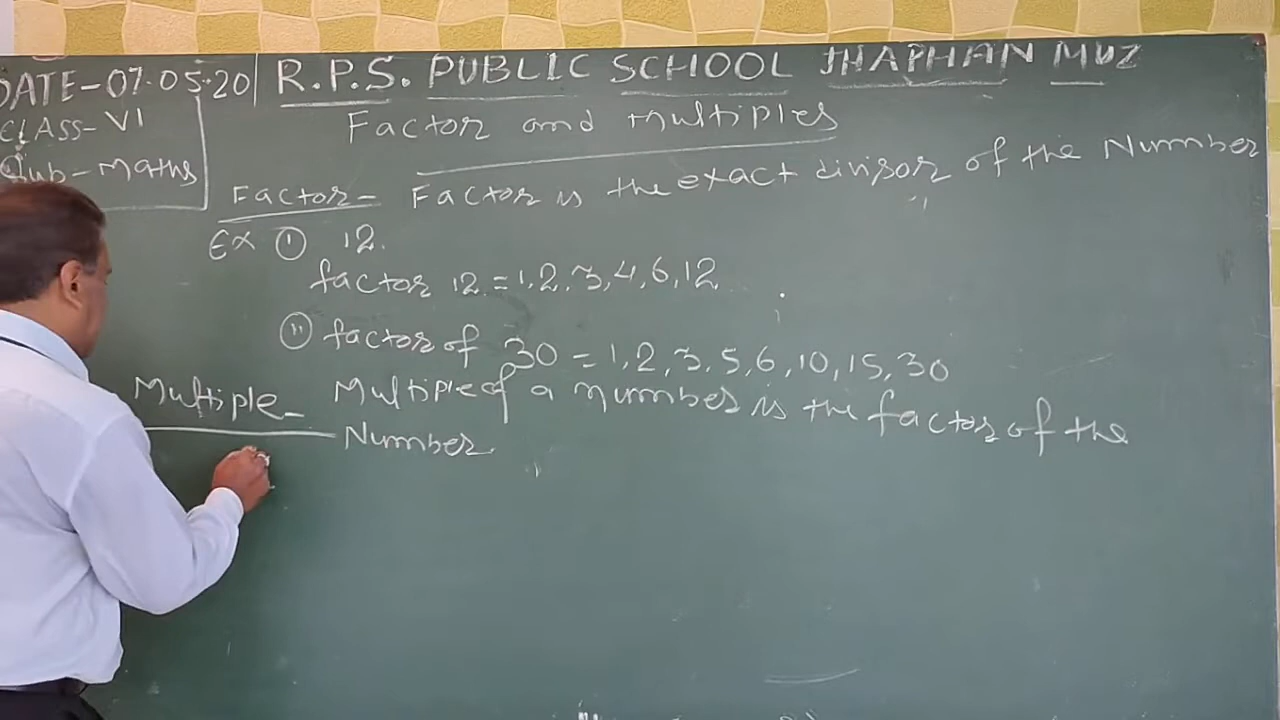 DATE-07.05.20
R.P.S. PUBLIC SCHOOL JHAPHAN MUZ
CLASS-VI
Sub-Maths
Factor and Multiples
Factor- Factor is the exact divisor of the Number
Ex (i) 12.
factor 12 = 1,2,3,4,6,12
(ii) factor of 30 = 1,2,3,5,6,10,15,30
Multiple- Multiple of a number is the factor of the
Number